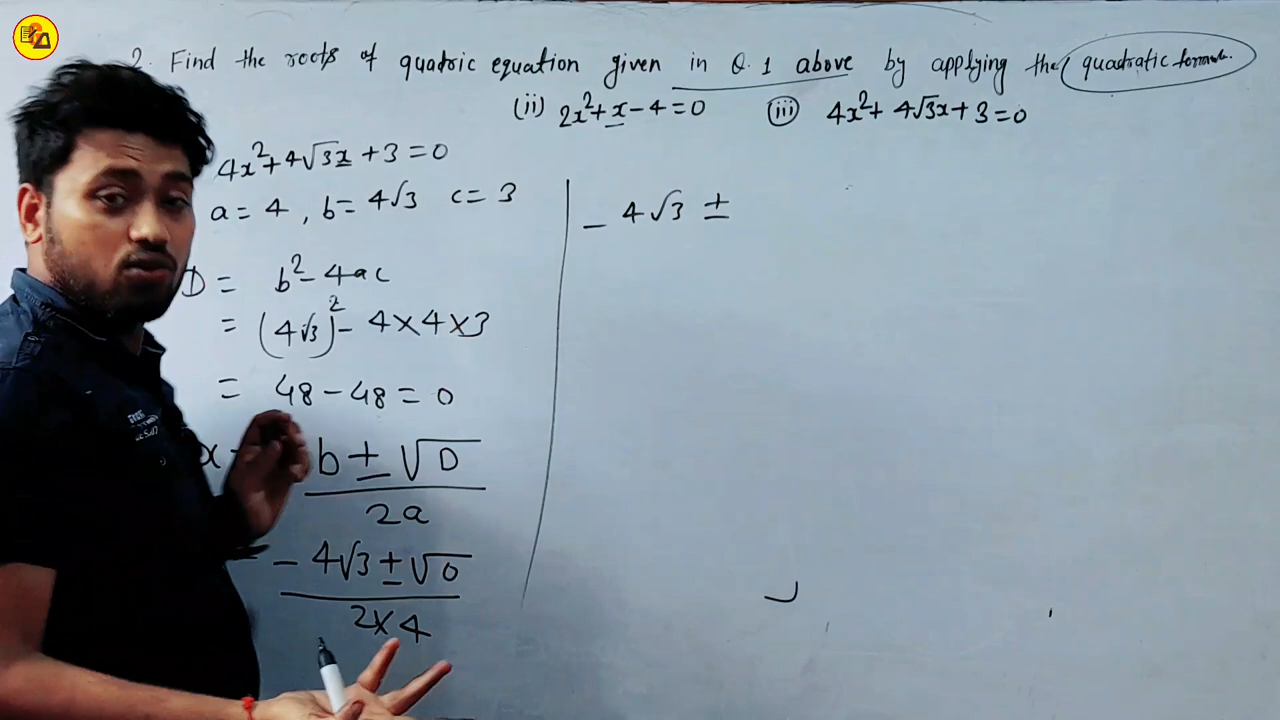 2. Find the roots of quadric equation given in Q.1 above by applying the quadratic formula.
(ii) 2x²+x-4=0 (iii) 4x²+4√3x+3=0
4x²+4√3x+3=0
a=4, b=4√3 c=3
D = b²-4ac
= (4√3)²-4×4×3
= 48-48=0
x b±√D
2a
= -4√3±√0
2×4
- 4√3 ±